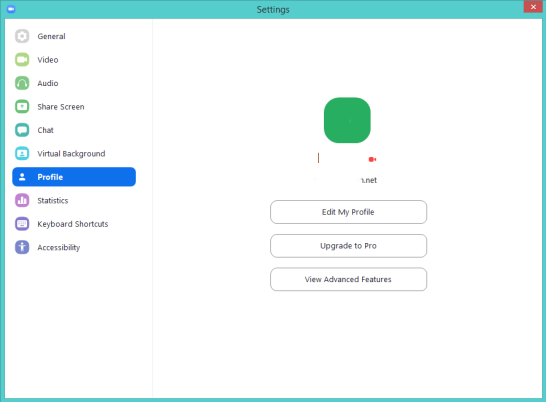 Settings
General
Video
Audio
Share Screen
Chat
Virtual Background
Profile
Statistics
Keyboard Shortcuts
Accessibility
.net
Edit My Profile
Upgrade to Pro
View Advanced Features